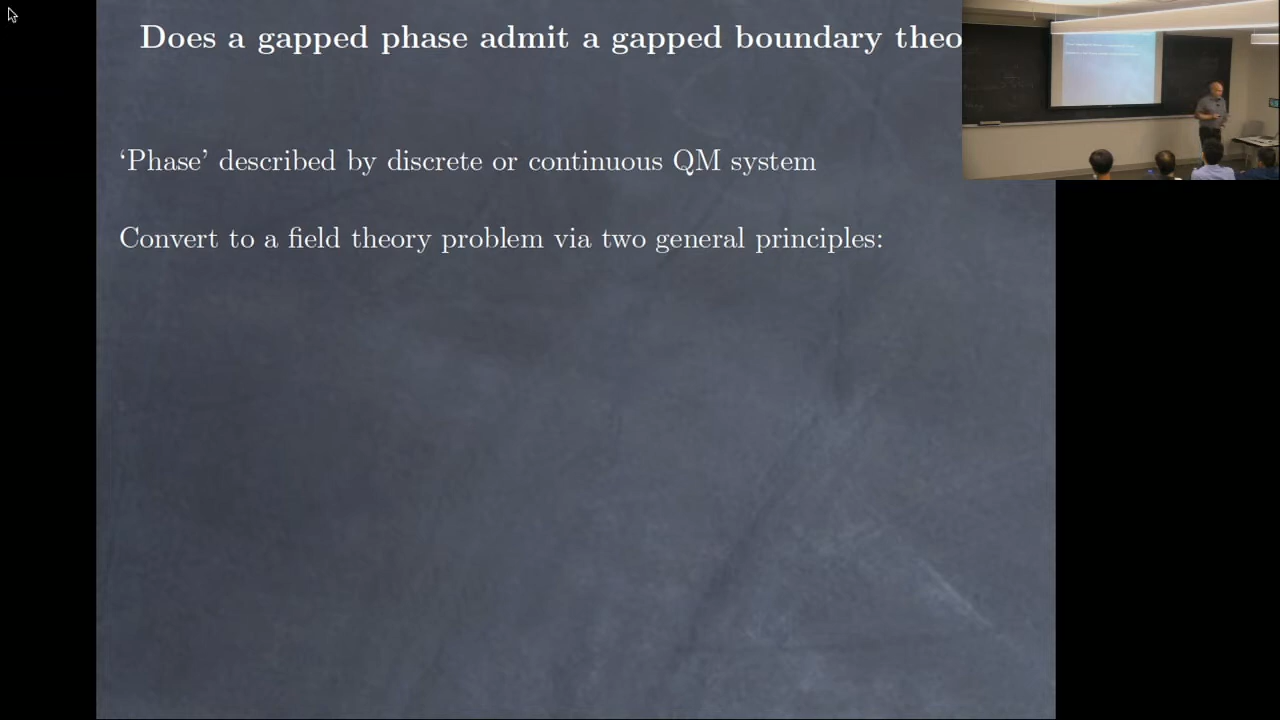 Does a gapped phase admit a gapped boundary theo
‘Phase’ described by discrete or continuous QM system
Convert to a field theory problem via two general principles: